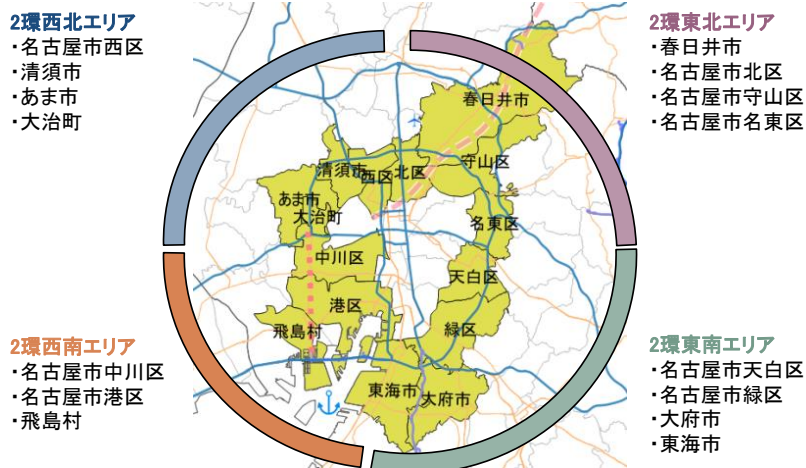 2環西北エリア
・名古屋市西区
・清須市
・あま市
・大治町
2環東北エリア
・春日井市
・名古屋市北区
・名古屋市守山区
・名古屋市名東区
春日井市
守山区
清須市
西区
北区
あま市
大治町
名東区
中川区
天白区
港区
飛島村
緑区
東海市
大府市
2環西南エリア
・名古屋市中川区
・名古屋市港区
・飛島村
2環東南エリア
・名古屋市天白区
・名古屋市緑区
・大府市
・東海市